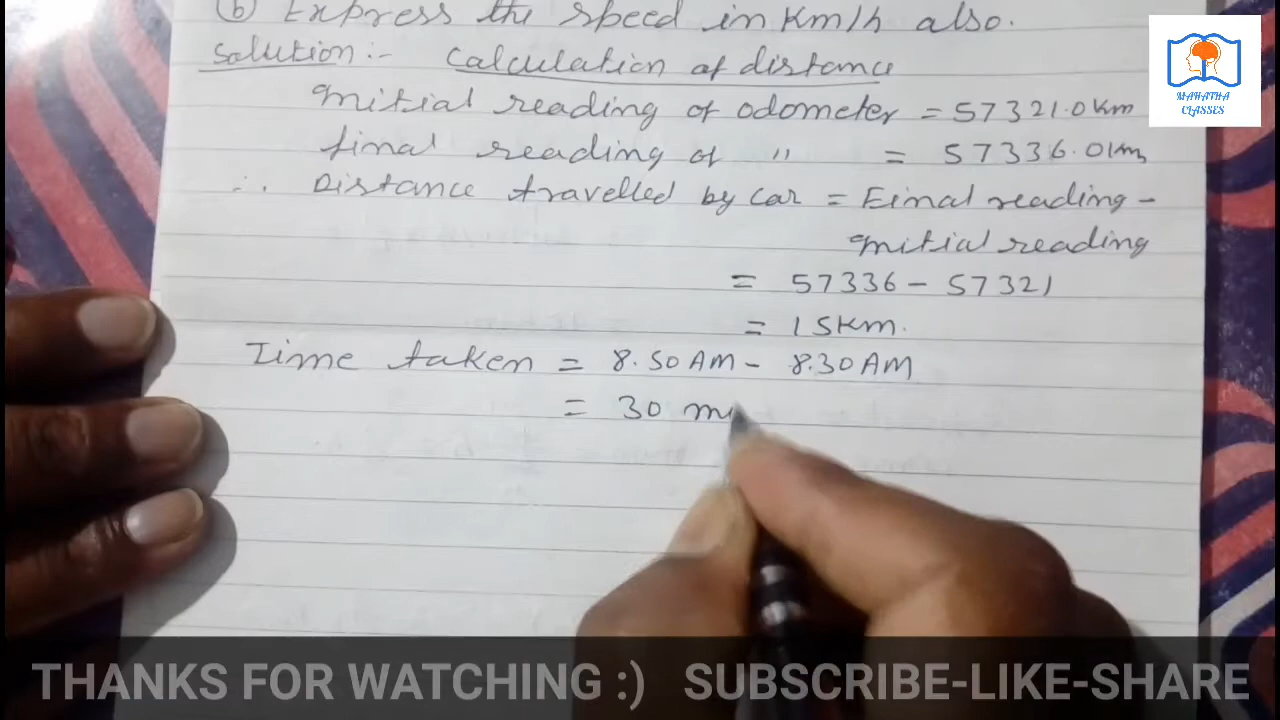 (b) Express the speed in Km/h also.
Solution:- Calculation of distance
Initial reading of odometer = 57321.0 Km
final reading of " = 57336.0 Km
∴ Distance travelled by car = Final reading -
Initial reading
= 57336 - 57321
= 15 Km.
Time taken = 8.50 AM - 8.30 AM
= 30 m
MAHATHA
CLASSES
THANKS FOR WATCHING :) SUBSCRIBE-LIKE-SHARE